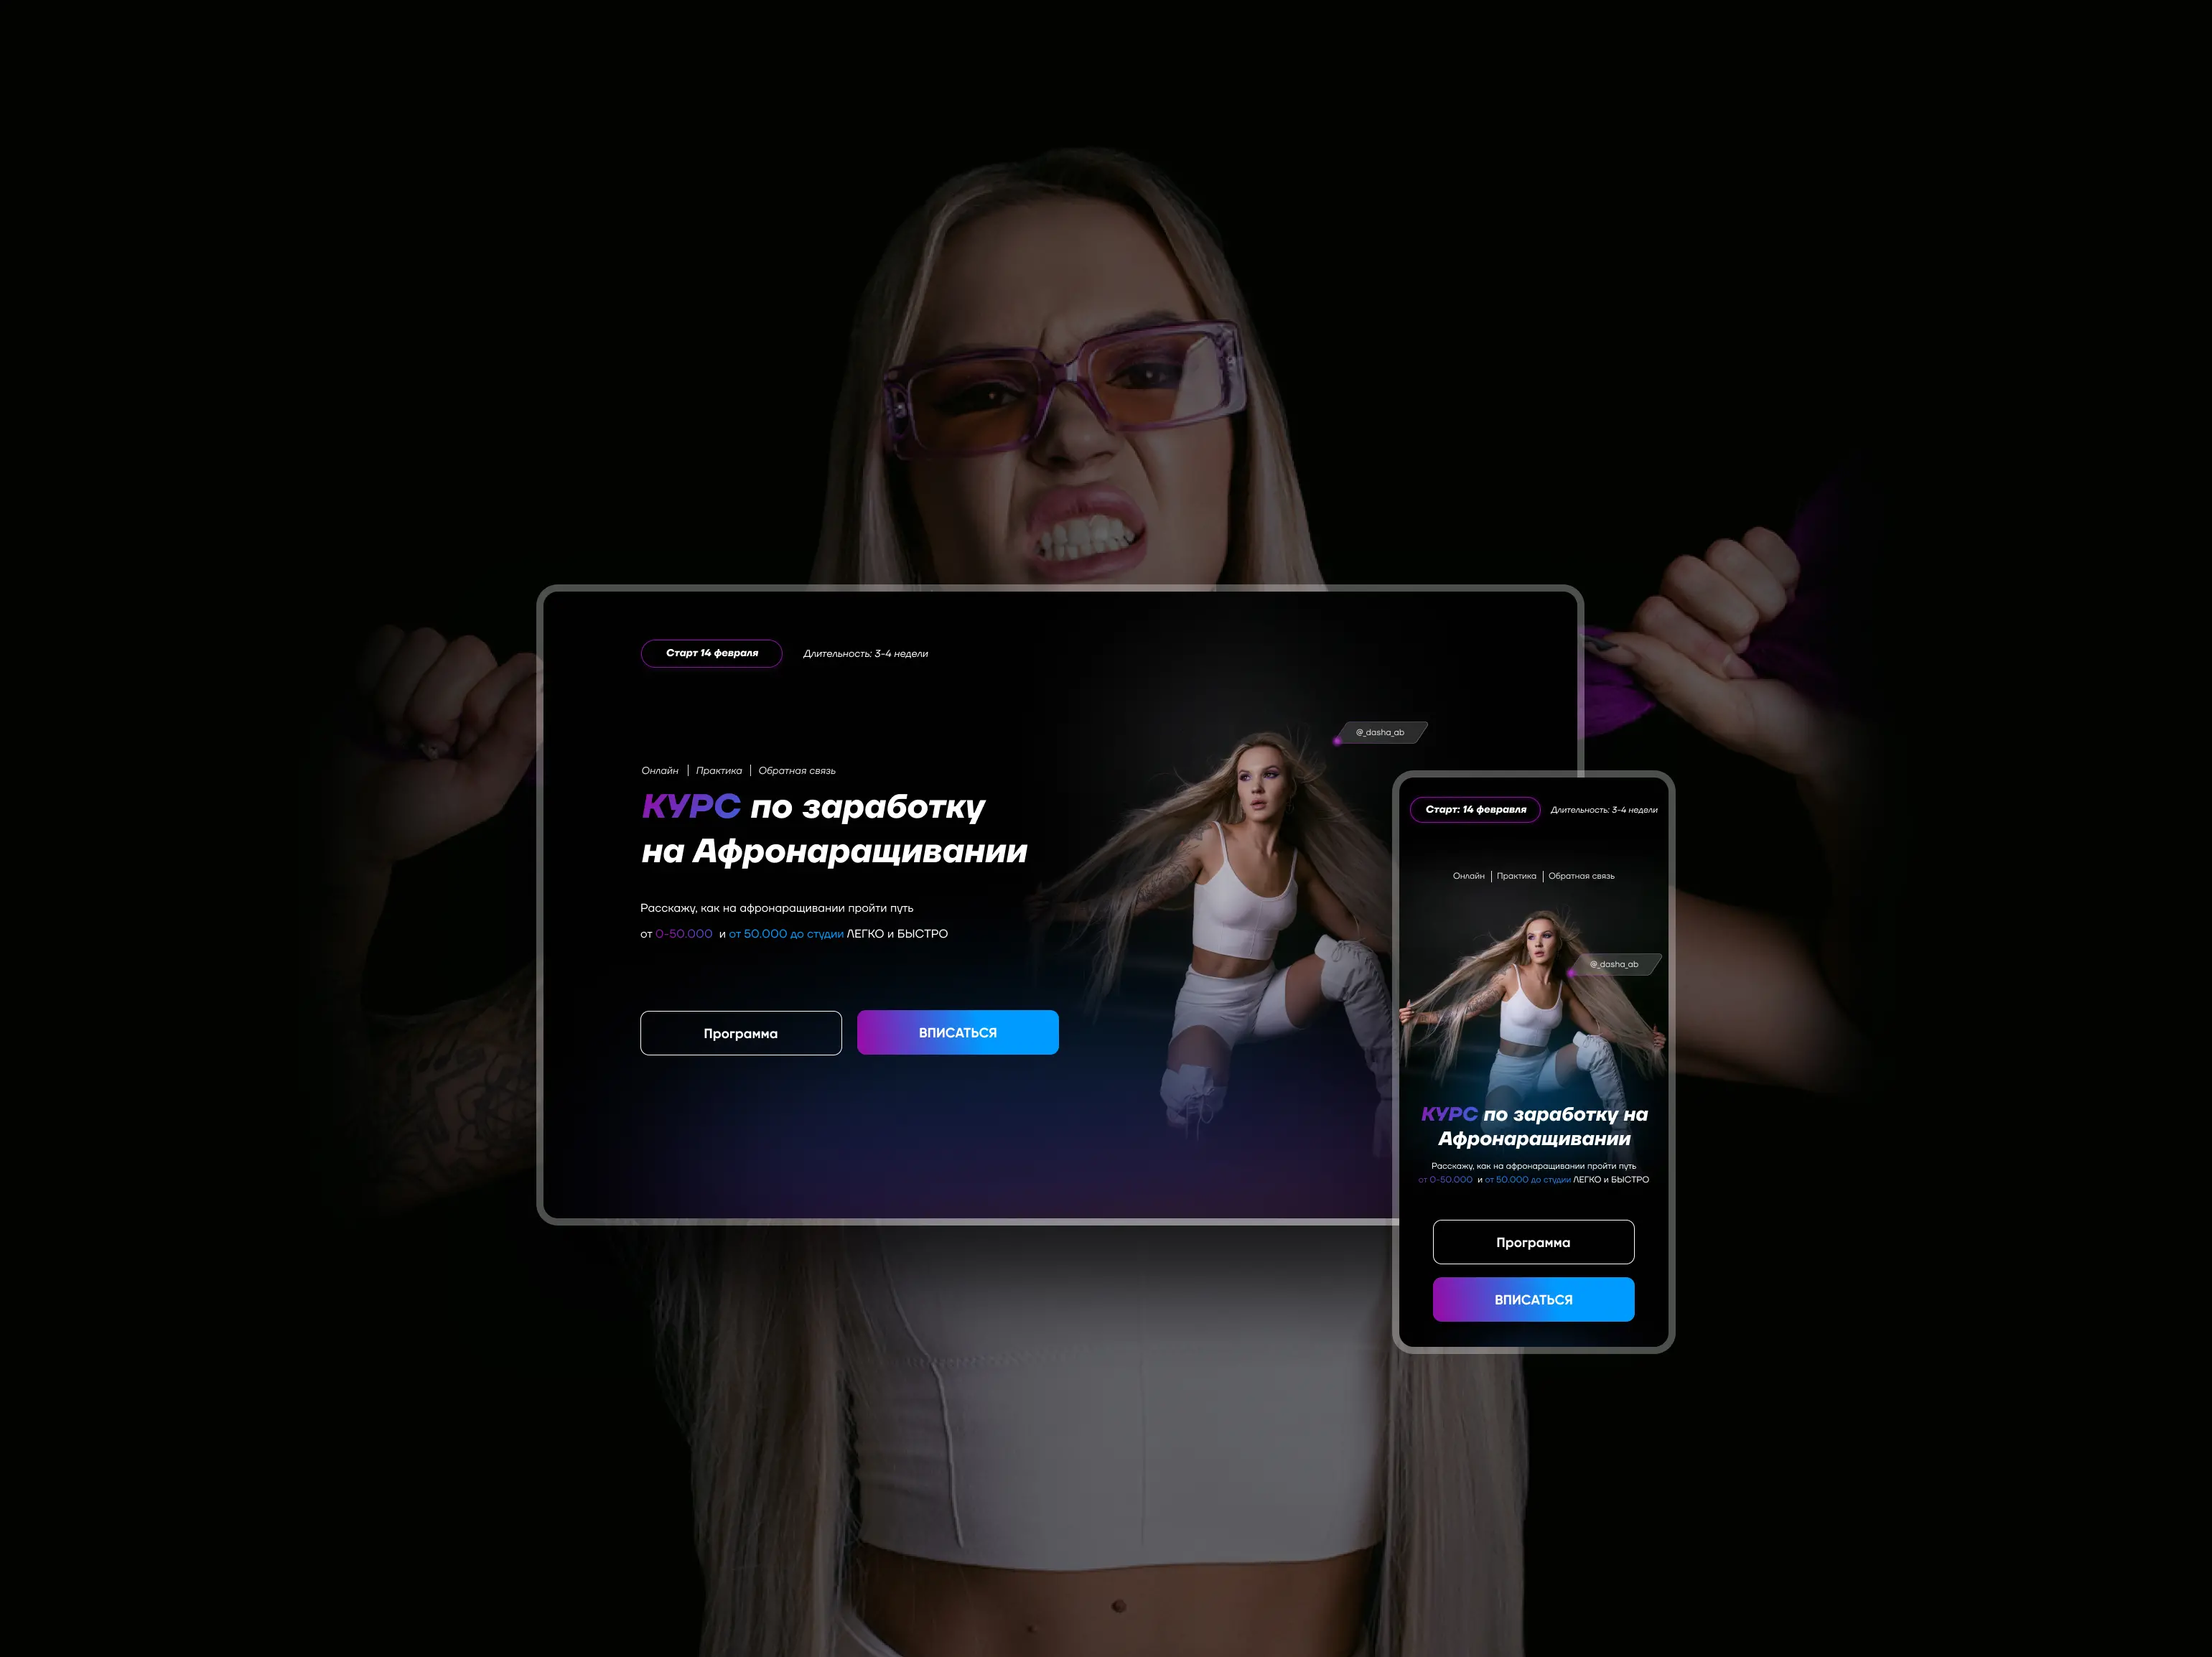 Старт 14 февраля
Длительность: 3-4 недели
@_dasha_ab
Онлайн | Практика | Обратная связь
КУРС по заработку
на Афронаращивании
Расскажу, как на афронаращивании пройти путь
от 0-50.000 и от 50.000 до студии ЛЕГКО и БЫСТРО
Программа
ВПИСАТЬСЯ
Старт: 14 февравля
Длительность: 3-4 недели
Онлайн | Практика | Обратная связь
@_dasha_ab
КУРС по заработку на
Афронаращивании
Расскажу, как на афронаращивании пройти путь
от 0-50.000 и от 50.000 до студии ЛЕГКО и БЫСТРО
Программа
ВПИСАТЬСЯ